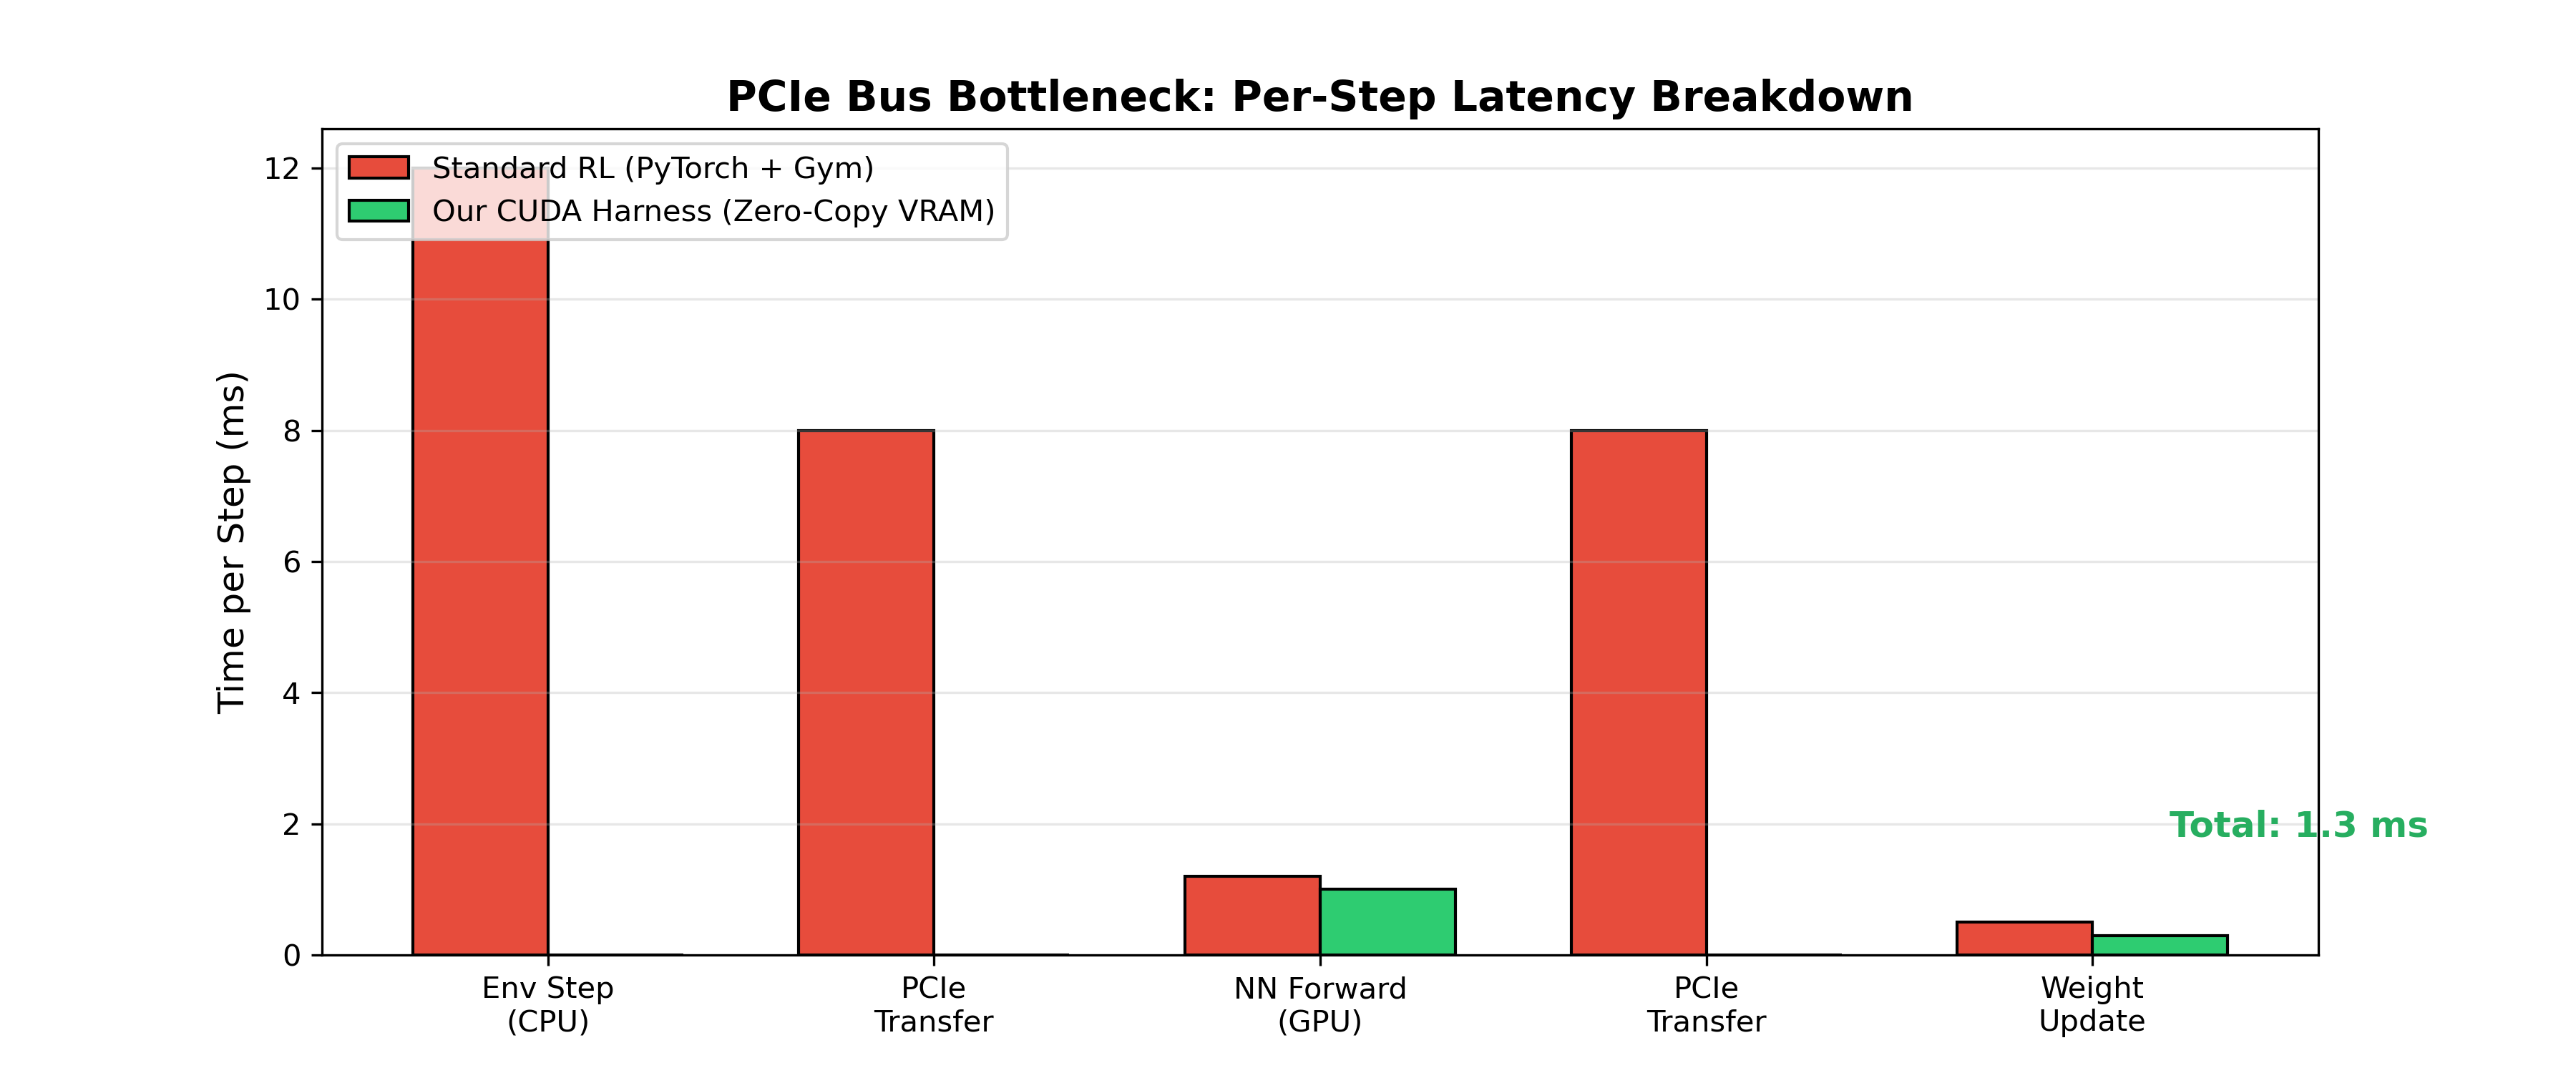 PCIe Bus Bottleneck: Per-Step Latency Breakdown
Standard RL (PyTorch + Gym)
Our CUDA Harness (Zero-Copy VRAM)
Time per Step (ms)
12
10
8
6
4
2
0
Total: 1.3 ms
Env Step
(CPU)
PCIe
Transfer
NN Forward
(GPU)
PCIe
Transfer
Weight
Update